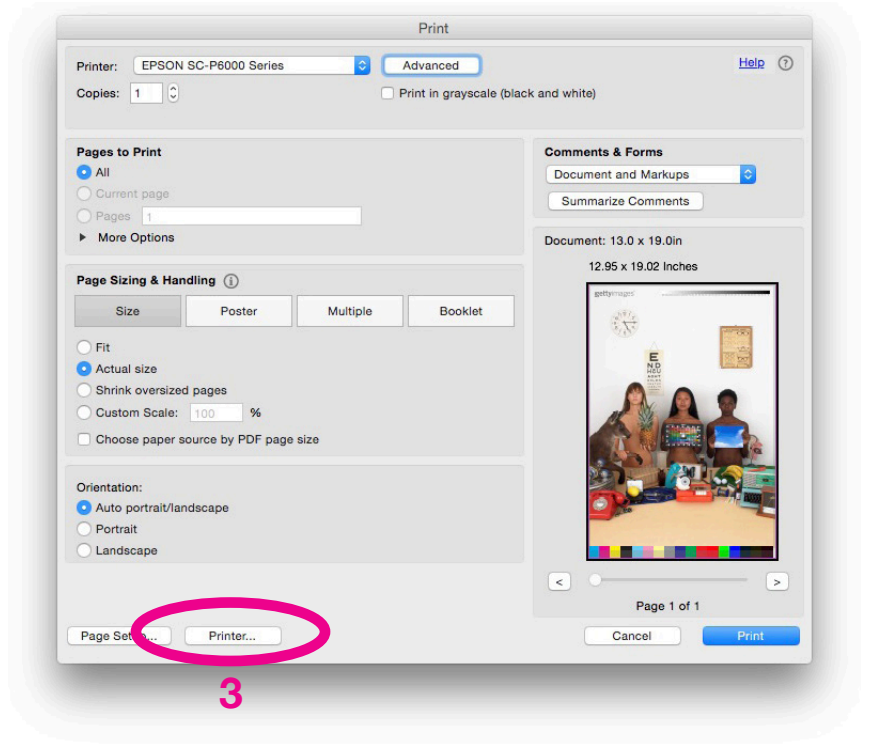 Print
Printer: EPSON SC-P6000 Series Advanced Help ?
Copies: 1 Print in grayscale (black and white)
Pages to Print
All
Current page
Pages 1
More Options
Comments & Forms
Document and Markups
Summarize Comments
Page Sizing & Handling i
Size Poster Multiple Booklet
Fit
Actual size
Shrink oversized pages
Custom Scale: 100 %
Choose paper source by PDF page size
Orientation:
Auto portrait/landscape
Portrait
Landscape
Document: 13.0 x 19.0in
12.95 x 19.02 Inches
gettyimages
E
N D
< >
Page 1 of 1
Page Set... Printer... Cancel Print
3